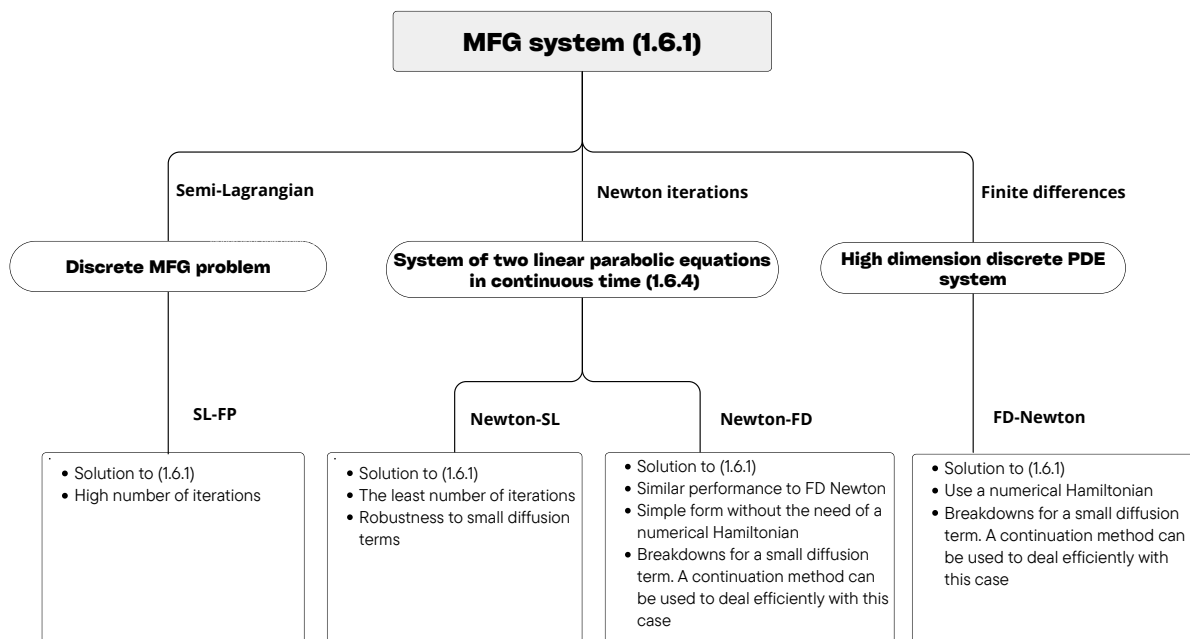 MFG system (1.6.1)
Semi-Lagrangian
Newton iterations
Finite differences
Discrete MFG problem
System of two linear parabolic equations
in continuous time (1.6.4)
High dimension discrete PDE
system
SL-FP
Newton-SL
Newton-FD
FD-Newton
• Solution to (1.6.1)
• High number of iterations
• Solution to (1.6.1)
• The least number of iterations
• Robustness to small diffusion
terms
• Solution to (1.6.1)
• Similar performance to FD Newton
• Simple form without the need of a
numerical Hamiltonian
• Breakdowns for a small diffusion
term. A continuation method can
be used to deal efficiently with this
case
• Solution to (1.6.1)
• Use a numerical Hamiltonian
• Breakdowns for a small diffusion
term. A continuation method can
be used to deal efficiently with
this case